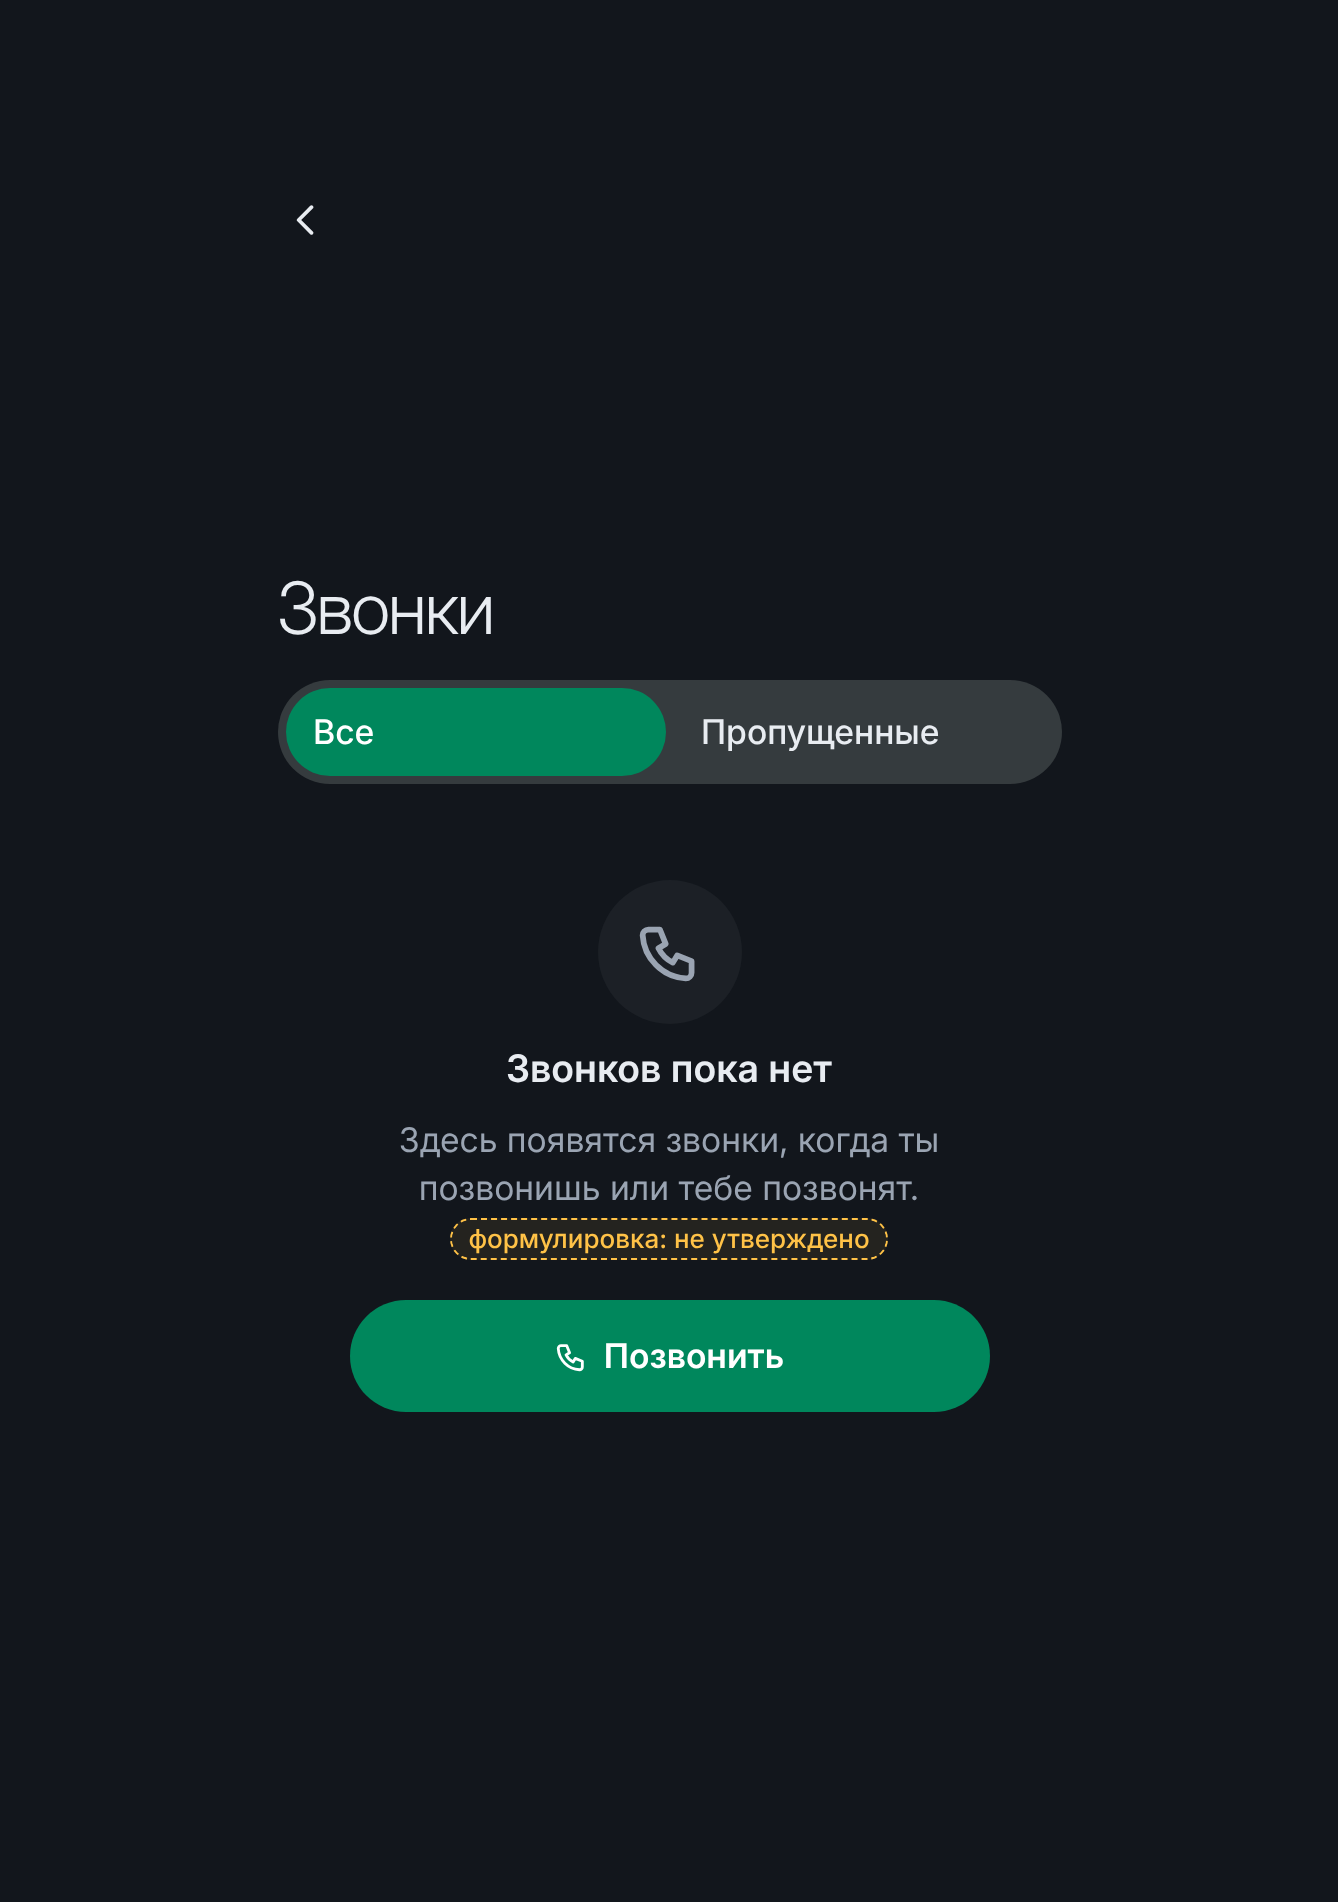 Звонки
Все
Пропущенные
Звонков пока нет
Здесь появятся звонки, когда ты
позвонишь или тебе позвонят.
формулировка: не утверждено
Позвонить